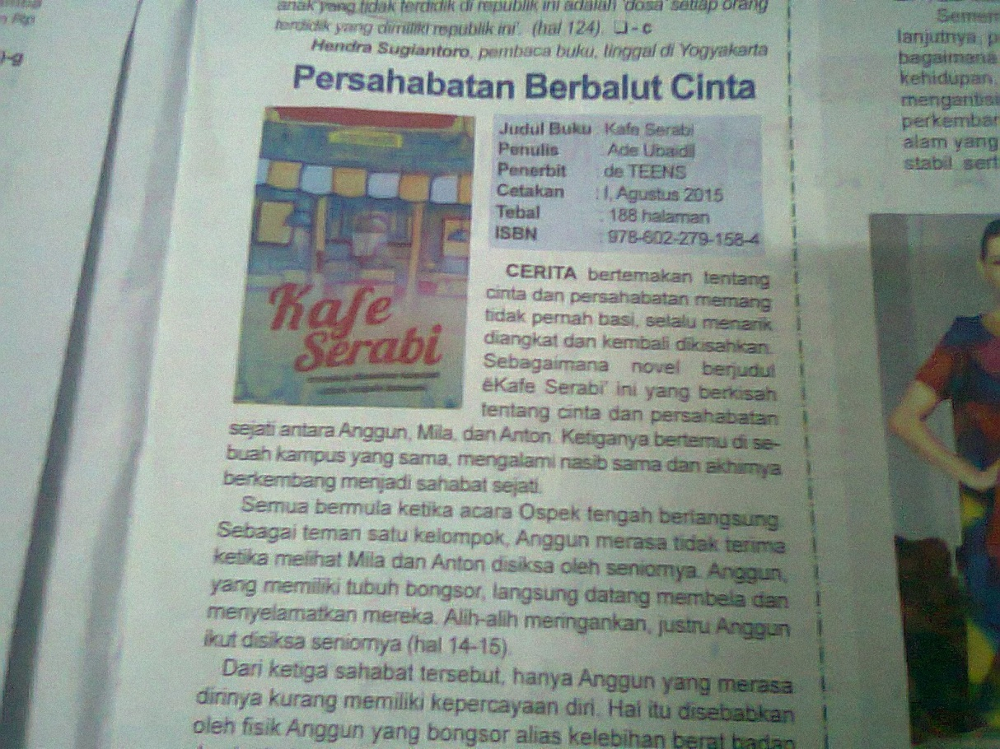 anak yang tidak terdidik di republik ini adalah 'dosa' setiap orang
terdidik yang dimiliki republik ini'. (hal 124). ❑ - c
Hendra Sugiantoro, pembaca buku, tinggal di Yogyakarta
)-g
Persahabatan Berbalut Cinta
Kafe
Serabi
Judul Buku : Kafe Serabi
Penulis : Ade Ubaidil
Penerbit : de TEENS
Cetakan : I, Agustus 2015
Tebal : 188 halaman
ISBN : 978-602-279-158-4
CERITA bertemakan tentang
cinta dan persahabatan memang
tidak pernah basi, selalu menarik
diangkat dan kembali dikisahkan.
Sebagaimana novel berjudul
ëKafe Serabi' ini yang berkisah
tentang cinta dan persahabatan
sejati antara Anggun, Mila, dan Anton. Ketiganya bertemu di se-
buah kampus yang sama, mengalami nasib sama dan akhirnya
berkembang menjadi sahabat sejati.
Semua bermula ketika acara Ospek tengah berlangsung.
Sebagai teman satu kelompok, Anggun merasa tidak terima
ketika melihat Mila dan Anton disiksa oleh seniornya. Anggun,
yang memiliki tubuh bongsor, langsung datang membela dan
menyelamatkan mereka. Alih-alih meringankan, justru Anggun
ikut disiksa seniornya (hal 14-15).
Dari ketiga sahabat tersebut, hanya Anggun yang merasa
dirinya kurang memiliki kepercayaan diri. Hal itu disebabkan
oleh fisik Anggun yang bongsor alias kelebihan berat badan
Semen
lanjutnya, p
bagaimana
kehidupan,
mengantisi
perkembar
alam yang
stabil, sert